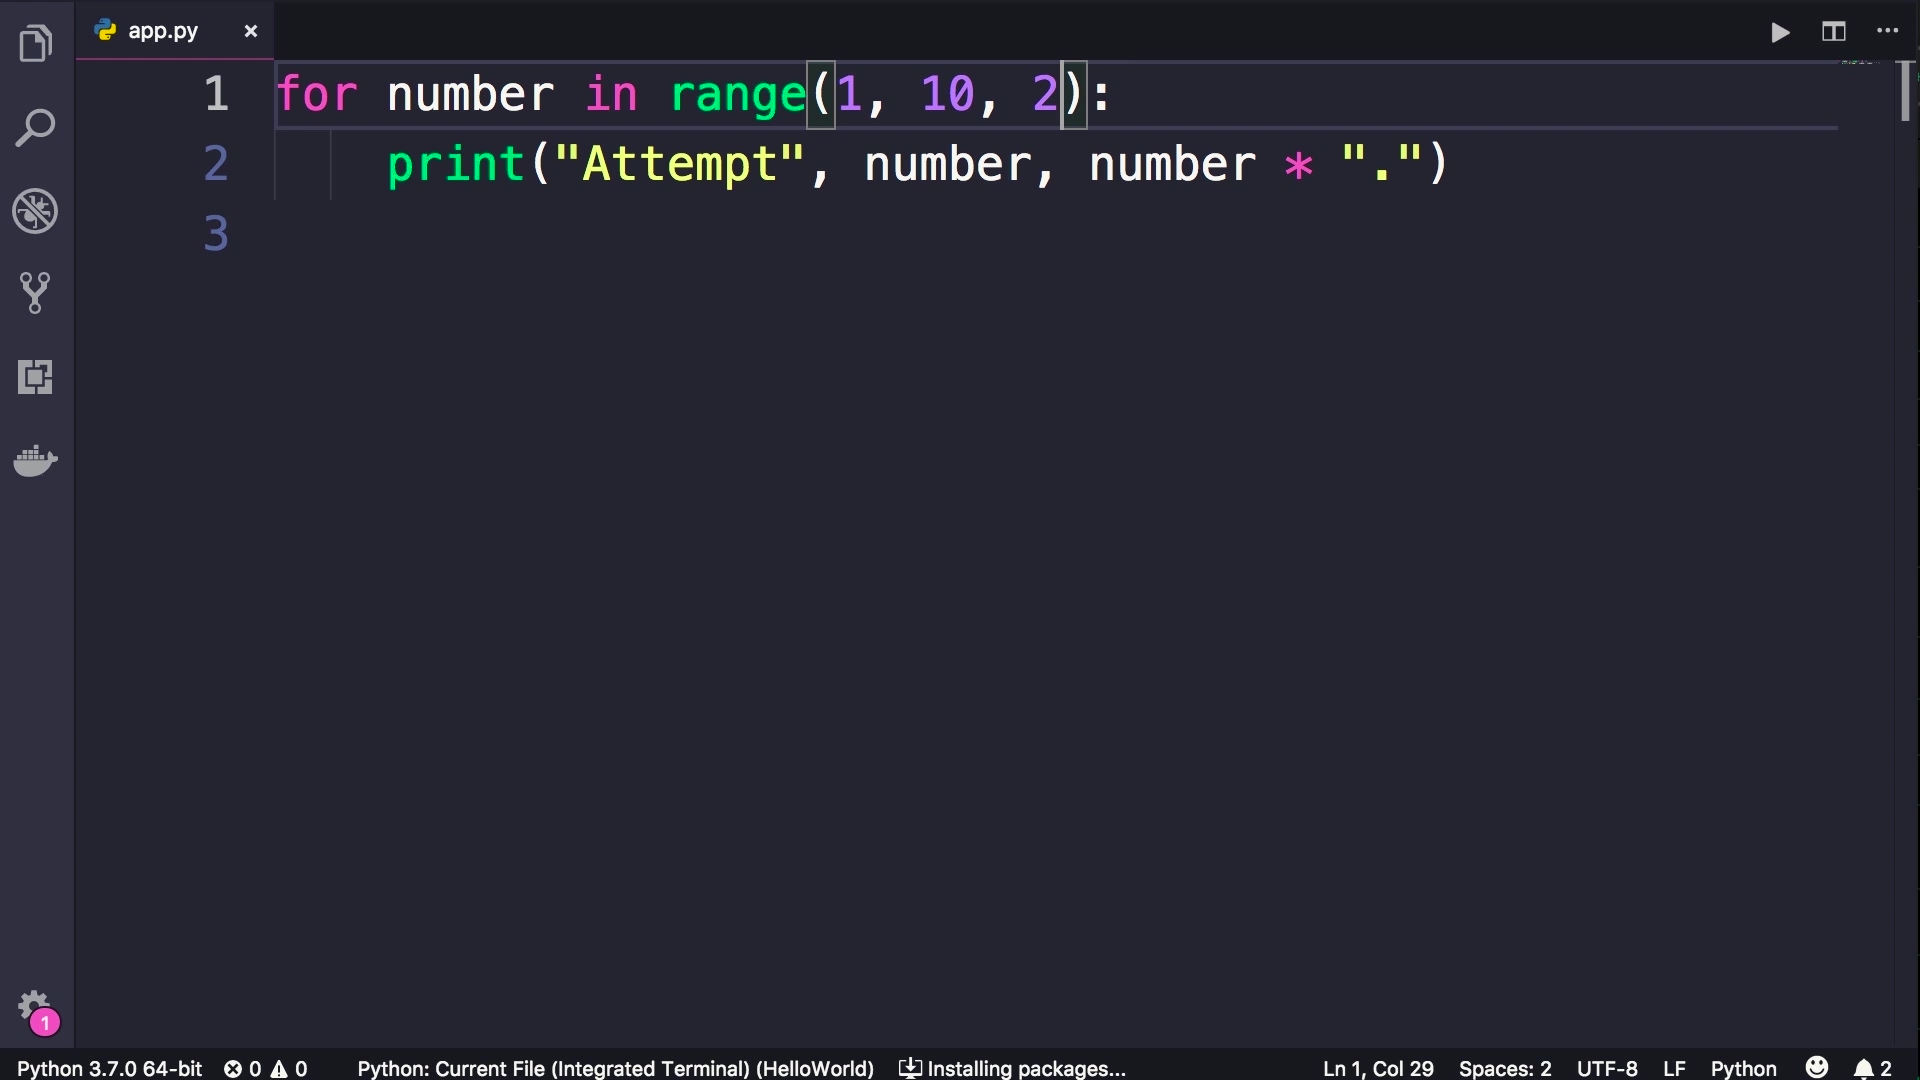 app.py
1 for number in range(1, 10, 2):
2     print("Attempt", number, number * ".")
3
1
Python 3.7.0 64-bit 0 0 Python: Current File (Integrated Terminal) (HelloWorld) Installing packages... Ln 1, Col 29 Spaces: 2 UTF-8 LF Python 2